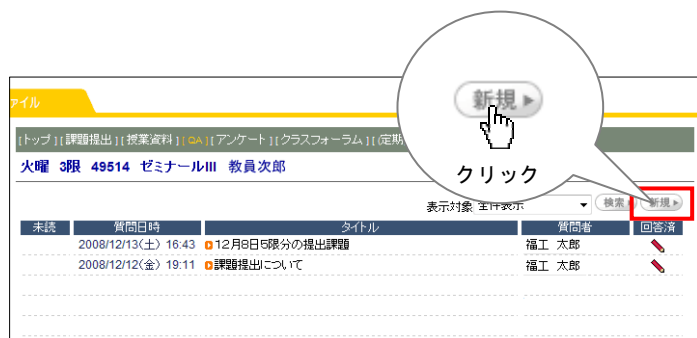 新規
クリック
ァイル
[トップ][課題提出][授業資料][QA][アンケート][クラスフォーラム][(定期
火曜 3限 49514 ゼミナールIII 教員次郎
表示対象 全件表示 検索 新規
未読 質問日時 タイトル 質問者 回答済
2008/12/13(土) 16:43 12月8日5限分の提出課題 福工 太郎
2008/12/12(金) 19:11 課題提出について 福工 太郎